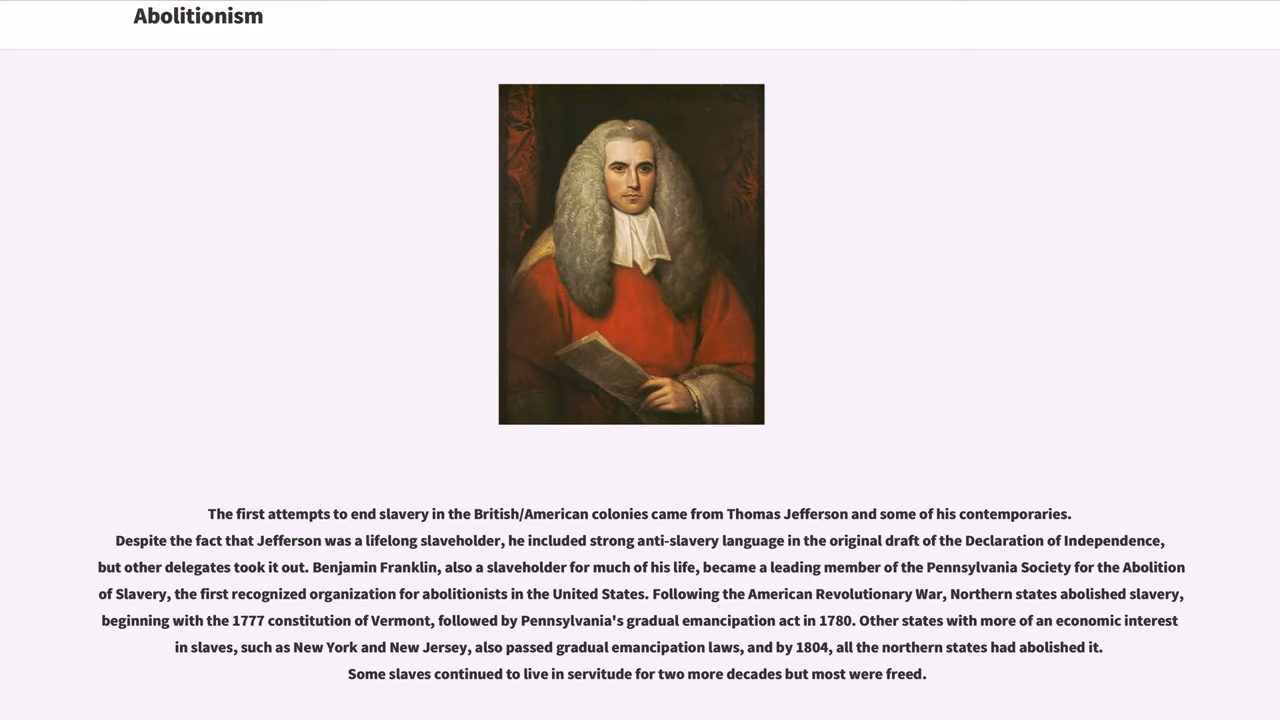 Abolitionism
The first attempts to end slavery in the British/American colonies came from Thomas Jefferson and some of his contemporaries.
Despite the fact that Jefferson was a lifelong slaveholder, he included strong anti-slavery language in the original draft of the Declaration of Independence,
but other delegates took it out. Benjamin Franklin, also a slaveholder for much of his life, became a leading member of the Pennsylvania Society for the Abolition
of Slavery, the first recognized organization for abolitionists in the United States. Following the American Revolutionary War, Northern states abolished slavery,
beginning with the 1777 constitution of Vermont, followed by Pennsylvania's gradual emancipation act in 1780. Other states with more of an economic interest
in slaves, such as New York and New Jersey, also passed gradual emancipation laws, and by 1804, all the northern states had abolished it.
Some slaves continued to live in servitude for two more decades but most were freed.